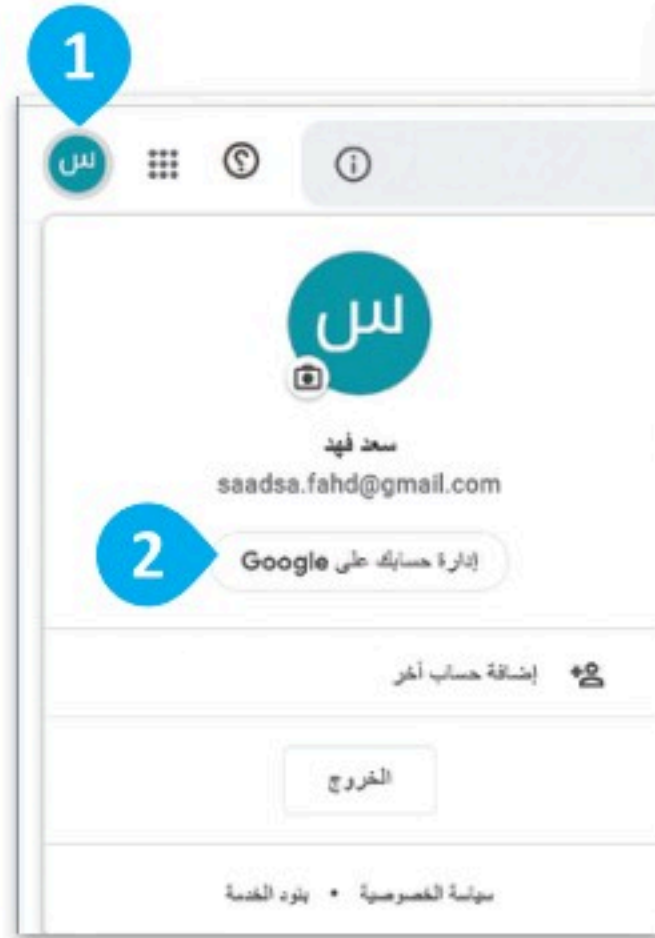 1
س
س
سعد فهد
saadsa.fahd@gmail.com
2
إدارة حسابك على Google
إضافة حساب آخر
الخروج
سياسة الخصوصية • بنود الخدمة